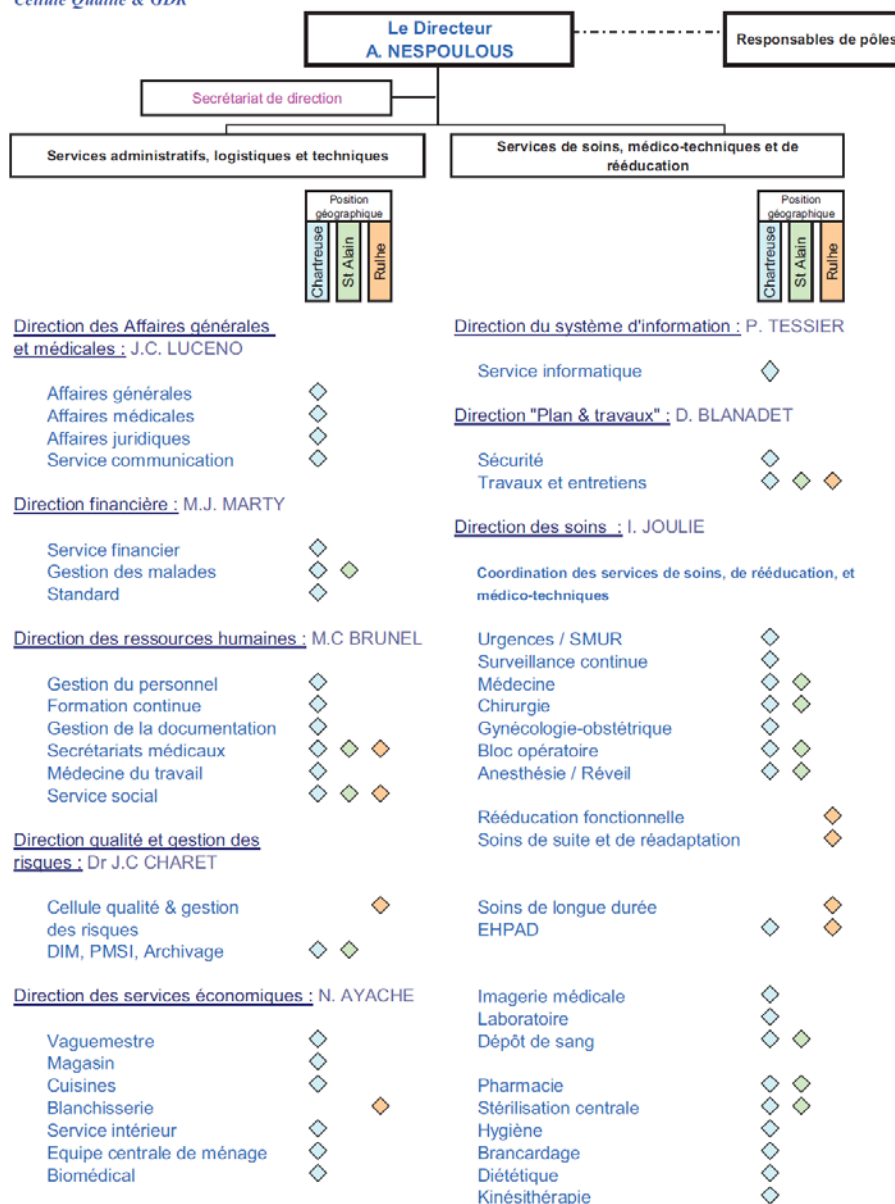 Cellule Qualité & GDR
Le Directeur
A. NESPOULOUS
Responsables de pôles
Secrétariat de direction
Services administratifs, logistiques et techniques
Services de soins, médico-techniques et de
rééducation
Position
géographique
Chartreuse
St Alain
Rulhe
Position
géographique
Chartreuse
St Alain
Rulhe
Direction des Affaires générales
et médicales : J.C. LUCENO
Affaires générales
Affaires médicales
Affaires juridiques
Service communication
Direction financière : M.J. MARTY
Service financier
Gestion des malades
Standard
Direction des ressources humaines : M.C BRUNEL
Gestion du personnel
Formation continue
Gestion de la documentation
Secrétariats médicaux
Médecine du travail
Service social
Direction qualité et gestion des
risques : Dr J.C CHARET
Cellule qualité & gestion
des risques
DIM, PMSI, Archivage
Direction des services économiques : N. AYACHE
Vaguemestre
Magasin
Cuisines
Blanchisserie
Service intérieur
Equipe centrale de ménage
Biomédical
Direction du système d'information : P. TESSIER
Service informatique
Direction "Plan & travaux" : D. BLANADET
Sécurité
Travaux et entretiens
Direction des soins : I. JOULIE
Coordination des services de soins, de rééducation, et
médico-techniques
Urgences / SMUR
Surveillance continue
Médecine
Chirurgie
Gynécologie-obstétrique
Bloc opératoire
Anesthésie / Réveil
Rééducation fonctionnelle
Soins de suite et de réadaptation
Soins de longue durée
EHPAD
Imagerie médicale
Laboratoire
Dépôt de sang
Pharmacie
Stérilisation centrale
Hygiène
Brancardage
Diététique
Kinésithérapie